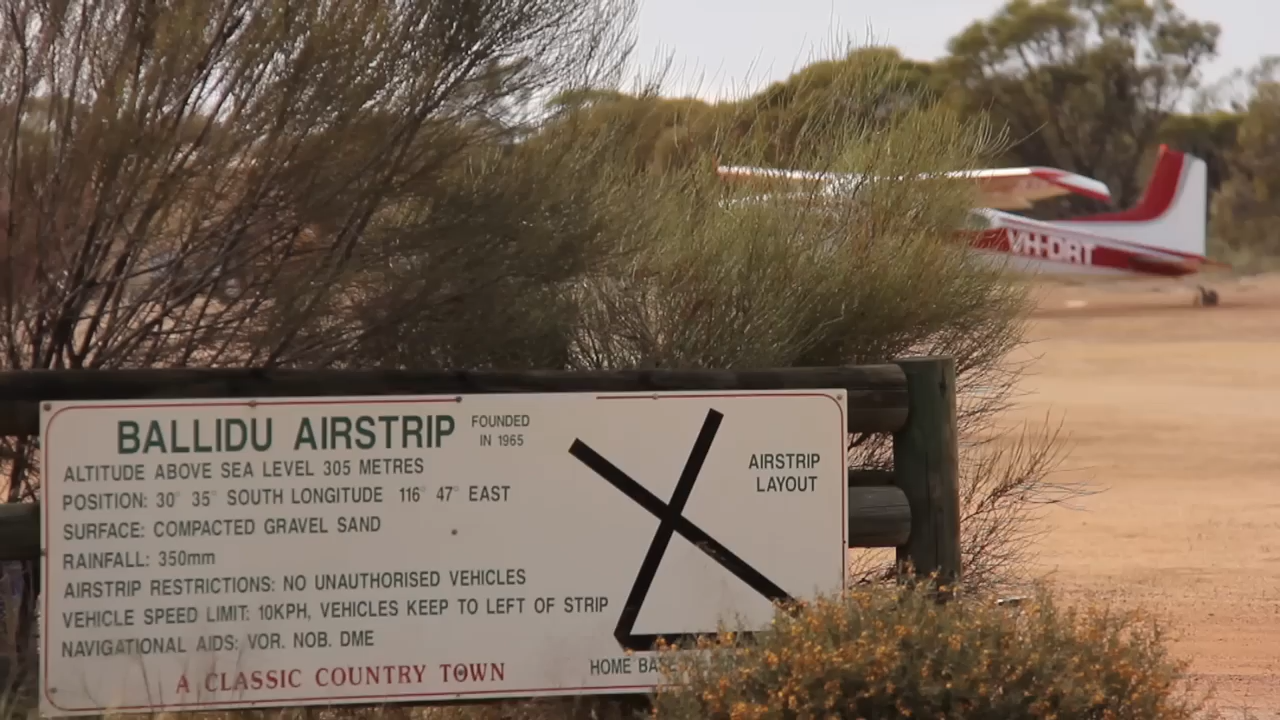 VH-DRT
BALLIDU AIRSTRIP
FOUNDED
IN 1965
ALTITUDE ABOVE SEA LEVEL 305 METRES
POSITION: 30° 35° SOUTH LONGITUDE 116° 47° EAST
SURFACE: COMPACTED GRAVEL SAND
RAINFALL: 350mm
AIRSTRIP RESTRICTIONS: NO UNAUTHORISED VEHICLES
VEHICLE SPEED LIMIT: 10KPH, VEHICLES KEEP TO LEFT OF STRIP
NAVIGATIONAL AIDS: VOR. NOB. DME
A CLASSIC COUNTRY TOWN
AIRSTRIP
LAYOUT
HOME BASE